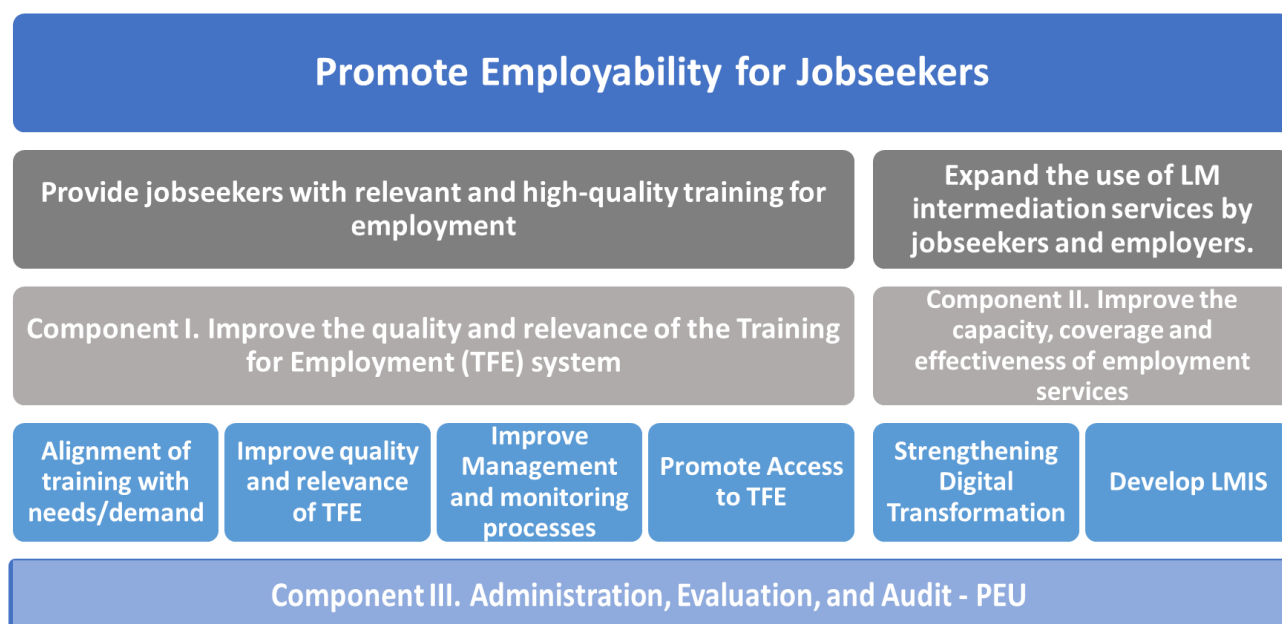 Promote Employability for Jobseekers
Provide jobseekers with relevant and high-quality training for
employment
Expand the use of LM
intermediation services by
jobseekers and employers.
Component I. Improve the quality and relevance of the Training
for Employment (TFE) system
Component II. Improve the
capacity, coverage and
effectiveness of employment
services
Alignment of
training with
needs/demand
Improve quality
and relevance
of TFE
Improve
Management
and monitoring
processes
Promote Access
to TFE
Strengthening
Digital
Transformation
Develop LMIS
Component III. Administration, Evaluation, and Audit - PEU